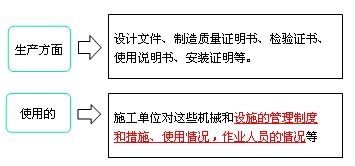 生产方面
设计文件、制造质量证明书、检验证书、
使用说明书、安装证明等。
使用的
施工单位对这些机械和设施的管理制度
和措施、使用情况，作业人员的情况等